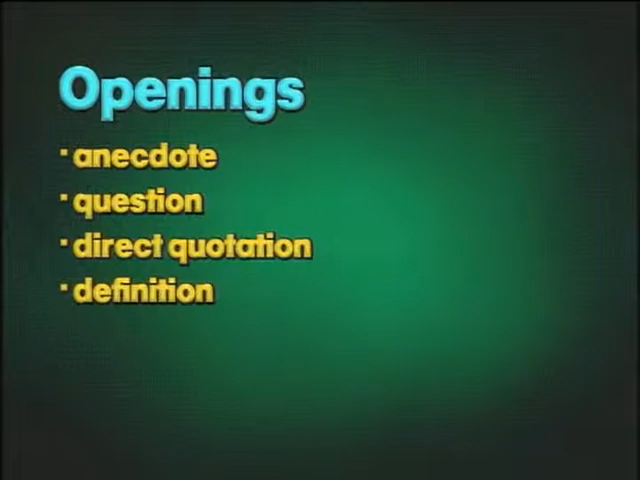 Openings
· anecdote
· question
· direct quotation
· definition